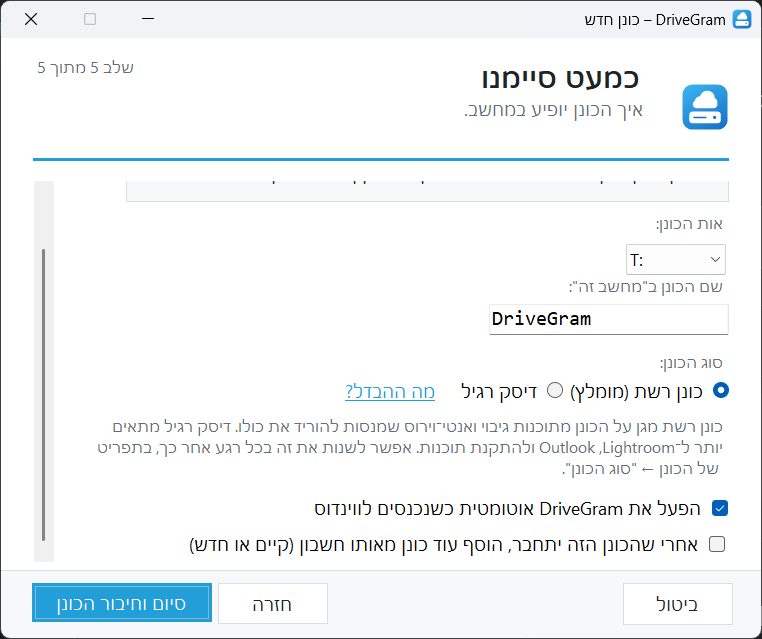 DriveGram – כונן חדש
שלב 5 מתוך 5
כמעט סיימנו
איך הכונן יופיע במחשב.
אות הכונן:
T:
שם הכונן ב"מחשב זה":
DriveGram
סוג הכונן:
כונן רשת (מומלץ) דיסק רגיל מה ההבדל?
כונן רשת מגן על הכונן מתוכנות גיבוי ואנטי־וירוס שמנסות להוריד את כולו. דיסק רגיל מתאים
יותר ל־Outlook ,Lightroom ולהתקנת תוכנות. אפשר לשנות את זה בכל רגע אחר כך, בתפריט
של הכונן ← "סוג הכונן".
הפעל את DriveGram אוטומטית כשנכנסים לווינדוס
אחרי שהכונן הזה יתחבר, הוסף עוד כונן מאותו חשבון (קיים או חדש)
ביטול
חזרה
סיום וחיבור הכונן